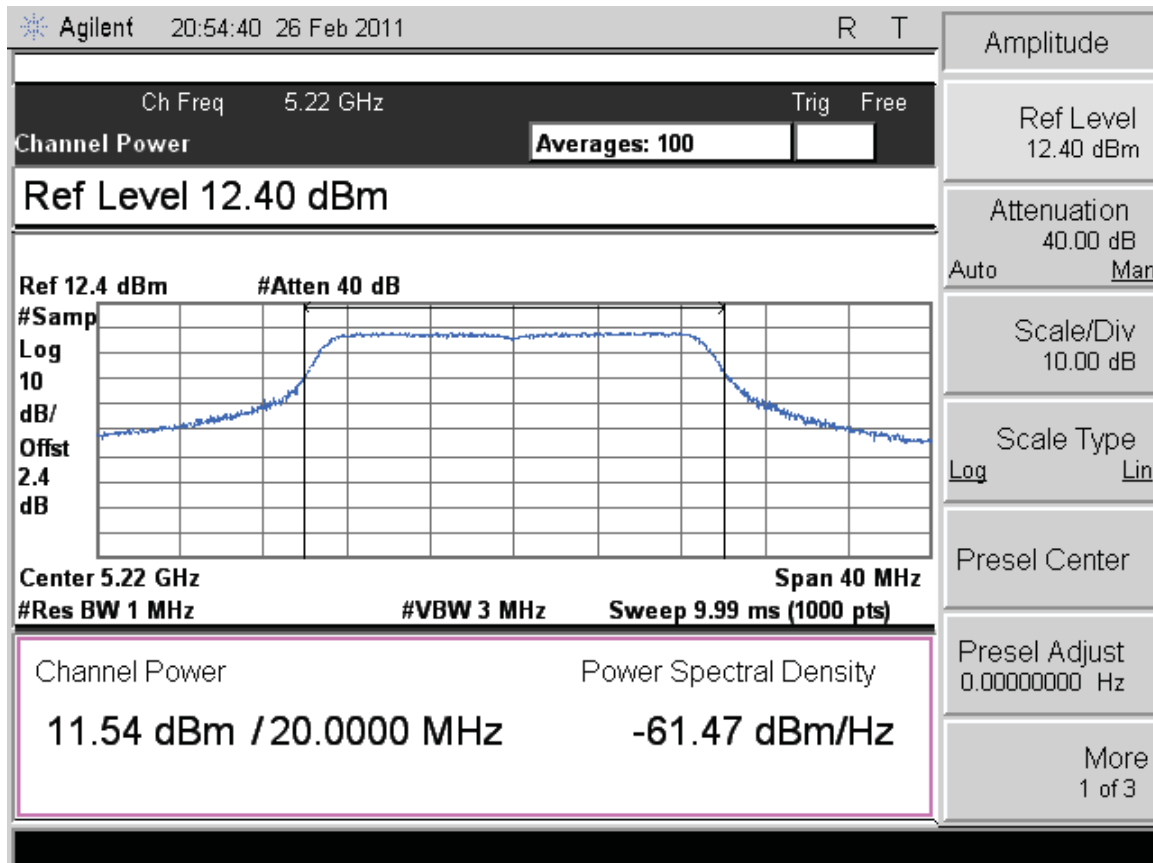 Agilent 20:54:40 26 Feb 2011 R T
Ch Freq 5.22 GHz Trig Free
Channel Power Averages: 100
Ref Level 12.40 dBm
Ref 12.4 dBm #Atten 40 dB
#Samp
Log
10
dB/
Offst
2.4
dB
Center 5.22 GHz Span 40 MHz
#Res BW 1 MHz #VBW 3 MHz Sweep 9.99 ms (1000 pts)
Channel Power Power Spectral Density
11.54 dBm / 20.0000 MHz -61.47 dBm/Hz
Amplitude
Ref Level
12.40 dBm
Attenuation
40.00 dB
Auto Man
Scale/Div
10.00 dB
Scale Type
Log Lin
Presel Center
Presel Adjust
0.00000000 Hz
More
1 of 3